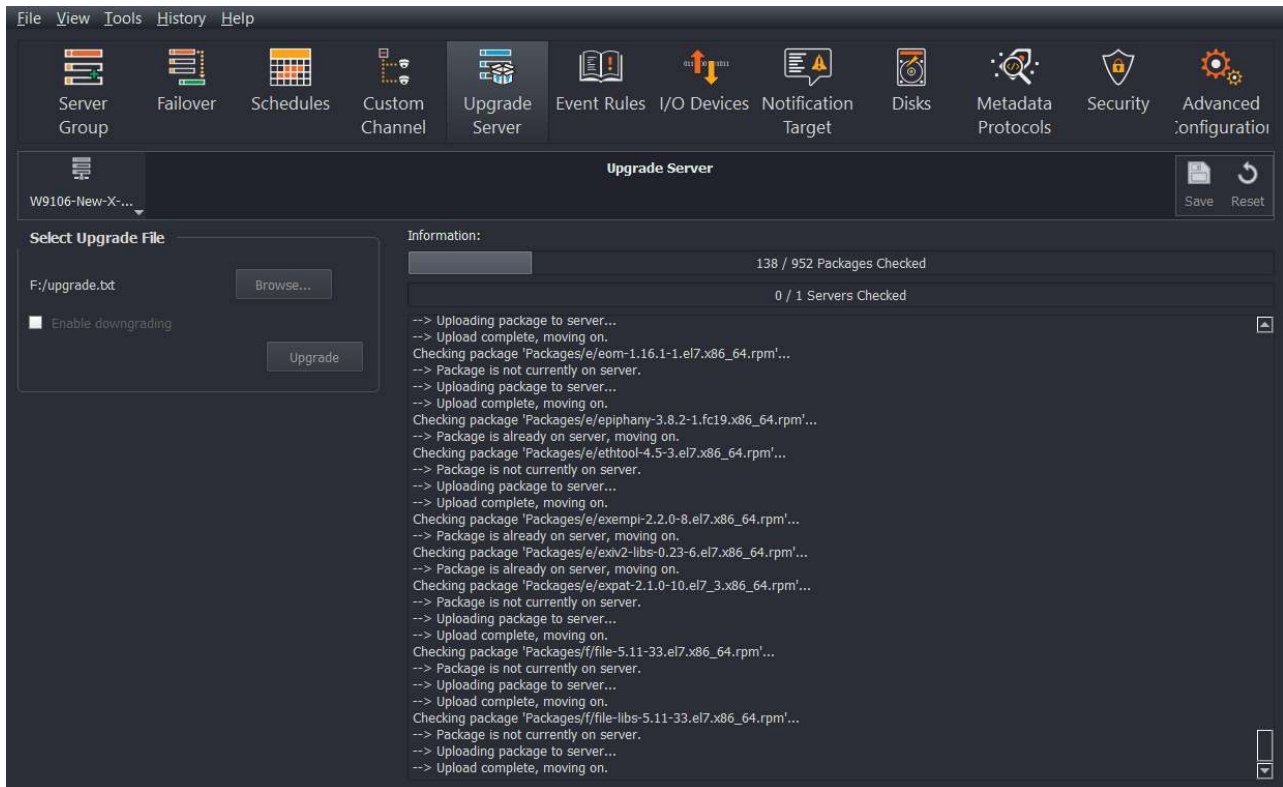 File View Tools History Help
Server Group
Failover
Schedules
Custom Channel
Upgrade Server
Event Rules
I/O Devices
Notification Target
Disks
Metadata Protocols
Security
Advanced Configuration
W9106-New-X-...
Upgrade Server
Save
Reset
Select Upgrade File
F:/upgrade.txt
Browse...
Enable downgrading
Upgrade
Information:
138 / 952 Packages Checked
0 / 1 Servers Checked
--> Uploading package to server...
--> Upload complete, moving on.
Checking package 'Packages/e/eom-1.16.1-1.el7.x86_64.rpm'...
--> Package is not currently on server.
--> Uploading package to server...
--> Upload complete, moving on.
Checking package 'Packages/e/epiphany-3.8.2-1.fc19.x86_64.rpm'...
--> Package is already on server, moving on.
Checking package 'Packages/e/ethtool-4.5-3.el7.x86_64.rpm'...
--> Package is not currently on server.
--> Uploading package to server...
--> Upload complete, moving on.
Checking package 'Packages/e/exempi-2.2.0-8.el7.x86_64.rpm'...
--> Package is already on server, moving on.
Checking package 'Packages/e/exiv2-libs-0.23-6.el7.x86_64.rpm'...
--> Package is already on server, moving on.
Checking package 'Packages/e/expat-2.1.0-10.el7_3.x86_64.rpm'...
--> Package is not currently on server.
--> Uploading package to server...
--> Upload complete, moving on.
Checking package 'Packages/f/file-5.11-33.el7.x86_64.rpm'...
--> Package is not currently on server.
--> Uploading package to server...
--> Upload complete, moving on.
Checking package 'Packages/f/file-libs-5.11-33.el7.x86_64.rpm'...
--> Package is not currently on server.
--> Uploading package to server...
--> Upload complete, moving on.